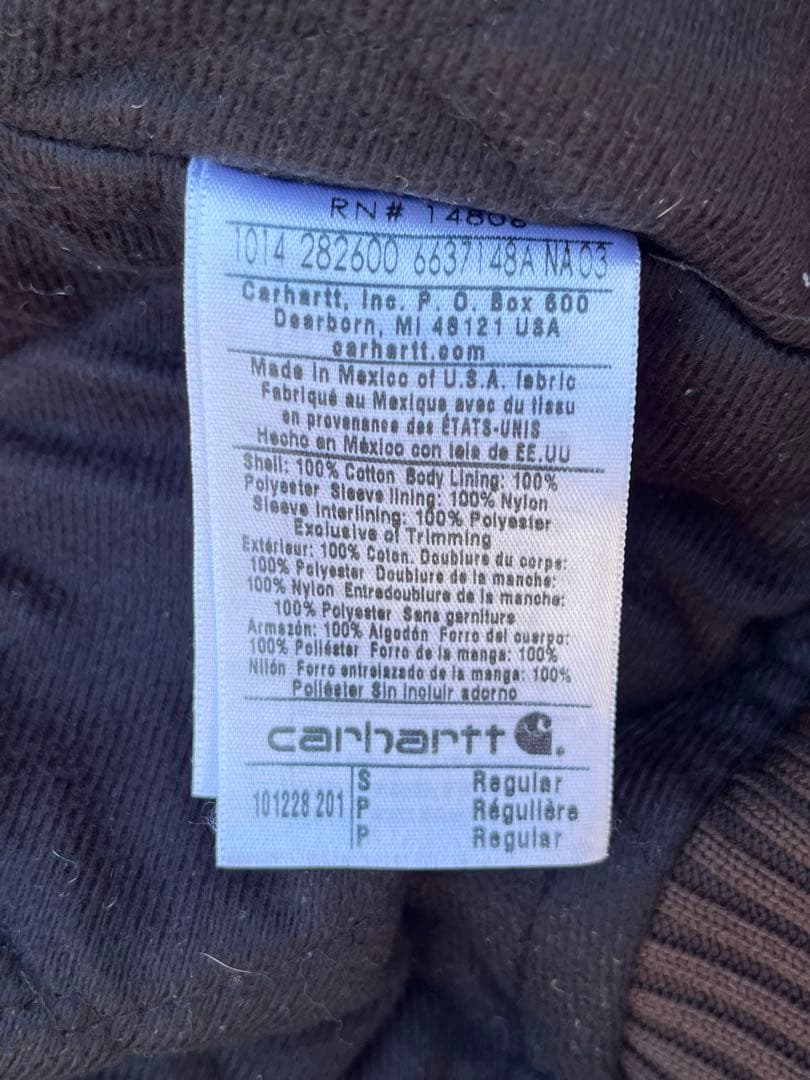 RN# 14806
1014 282600 6637148A NA 03
Carhartt, Inc. P. O. Box 600
Dearborn, MI 48121 USA
carhartt.com
Made in Mexico of U.S.A. fabric
Fabriqué au Mexique avec du tissu
en provenance des ÉTATS-UNIS
Hecho en México con tela de EE.UU
Shell: 100% Cotton Body Lining: 100%
Polyester Sleeve lining: 100% Nylon
Sleeve Interlining: 100% Polyester
Exclusive of Trimming
Extérieur: 100% Coton. Doublure du corps:
100% Polyester Doublure de la manche:
100% Nylon Entredoublure de la manche:
100% Polyester Sans garniture
Armazón: 100% Algodón Forro del cuerpo:
100% Poliéster Forro de la manga: 100%
Nilón Forro entrelazado de la manga: 100%
Poliéster Sin incluir adorno
carhartt
101228 201 S Regular
P Régulière
P Regular